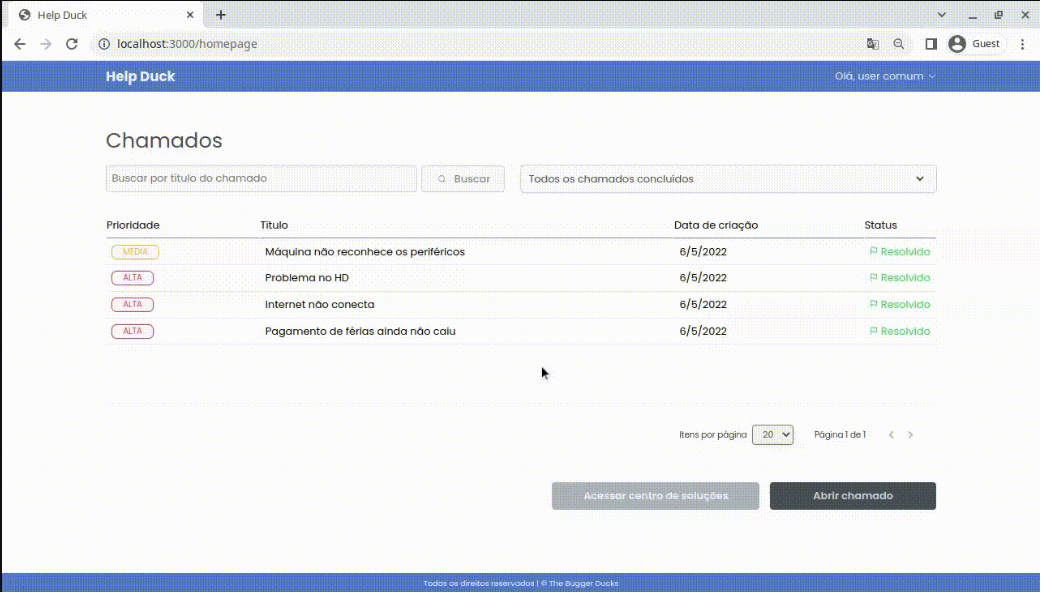 Help Duck
localhost:3000/homepage
Guest
Help Duck
Olá, user comum
Chamados
Buscar por titulo do chamado
Buscar
Todos os chamados concluídos
Prioridade Título Data de criação Status
MEDIA Máquina não reconhece os periféricos 6/5/2022 Resolvido
ALTA Problema no HD 6/5/2022 Resolvido
ALTA Internet não conecta 6/5/2022 Resolvido
ALTA Pagamento de férias ainda não caiu 6/5/2022 Resolvido
Itens por página 20 Página 1 de 1
Acessar centro de soluções
Abrir chamado
Todos os direitos reservados | © The Bugger Ducks